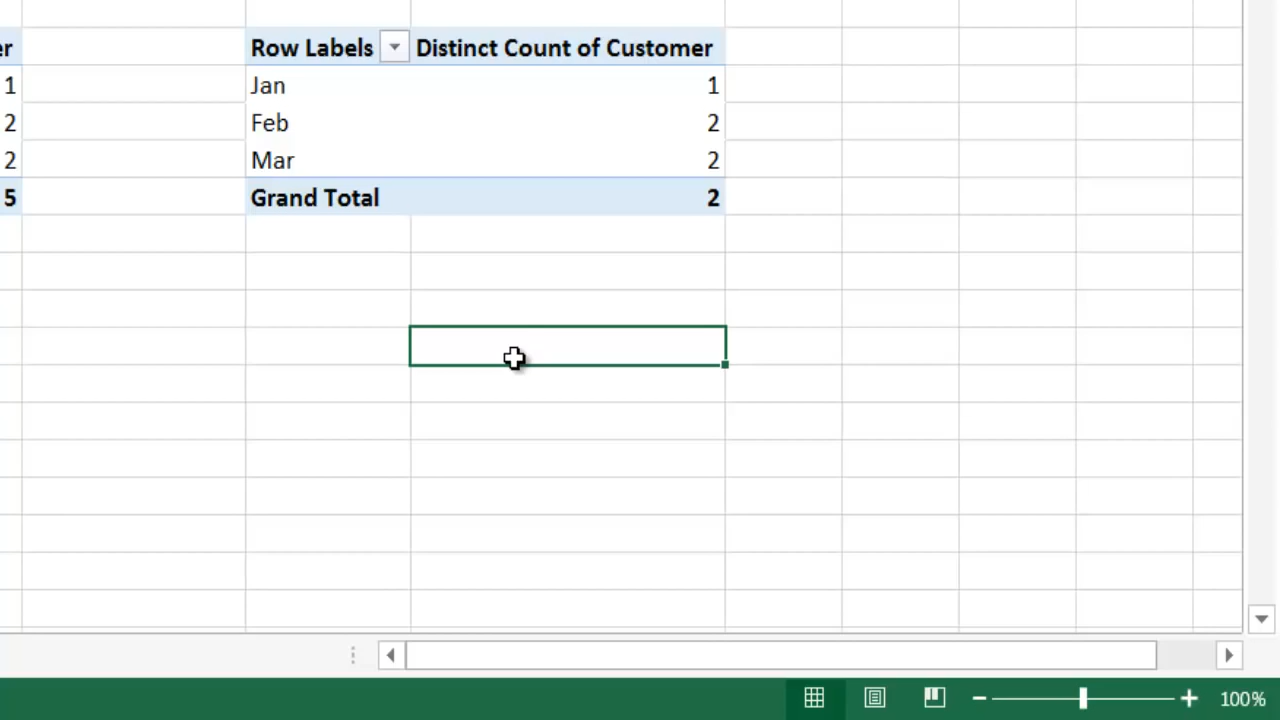 er Row Labels Distinct Count of Customer
1 Jan 1
2 Feb 2
2 Mar 2
5 Grand Total 2
100%